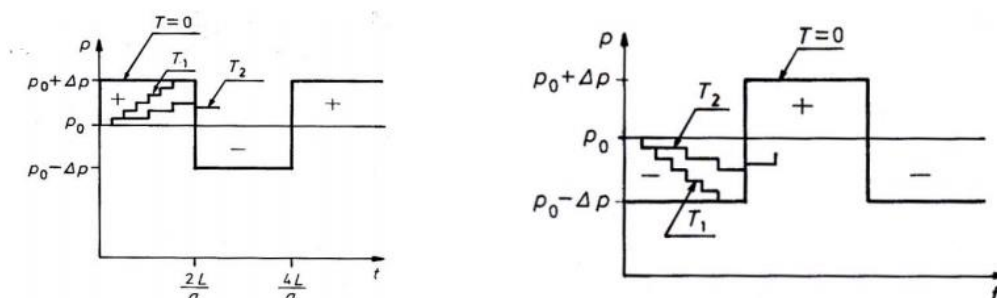 T=0
p
T₁
T₂
p₀+Δp
+
+
p₀
−
p₀−Δp
2L
a
4L
a
t
p
T=0
p₀+Δp
+
T₂
p₀
−
−
p₀−Δp
T₁
t